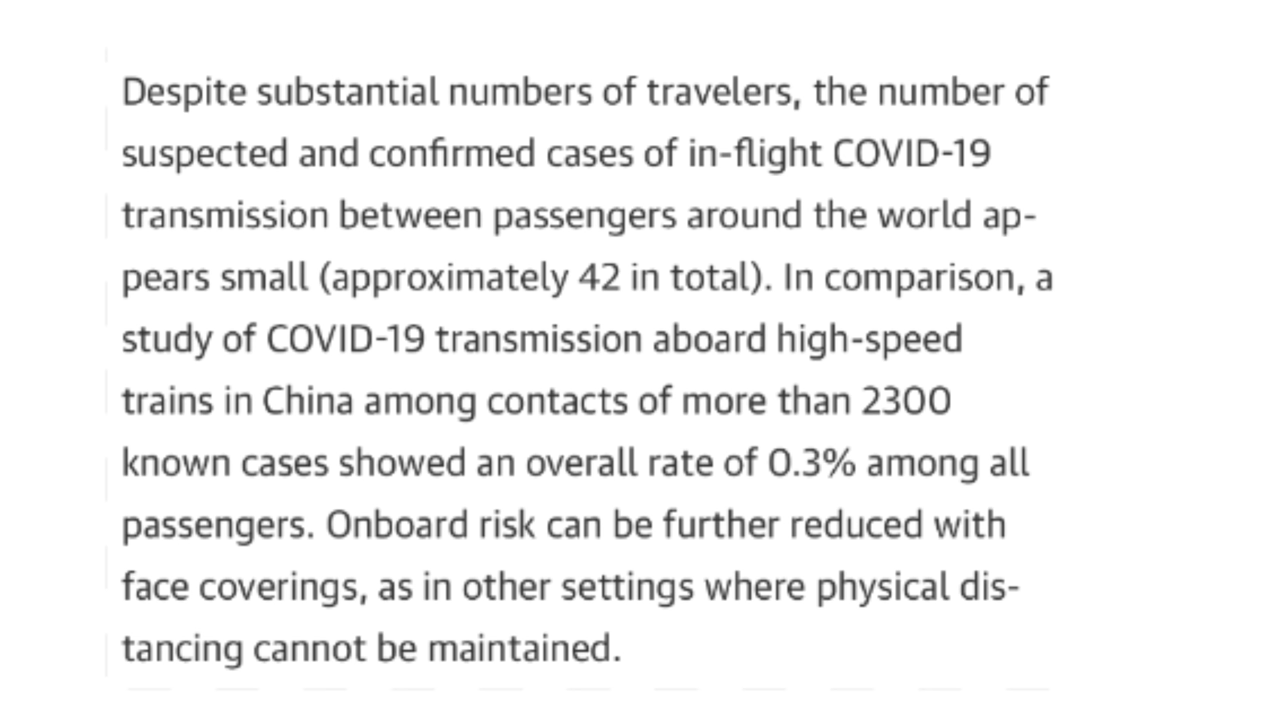 Despite substantial numbers of travelers, the number of
suspected and confirmed cases of in-flight COVID-19
transmission between passengers around the world ap-
pears small (approximately 42 in total). In comparison, a
study of COVID-19 transmission aboard high-speed
trains in China among contacts of more than 2300
known cases showed an overall rate of 0.3% among all
passengers. Onboard risk can be further reduced with
face coverings, as in other settings where physical dis-
tancing cannot be maintained.